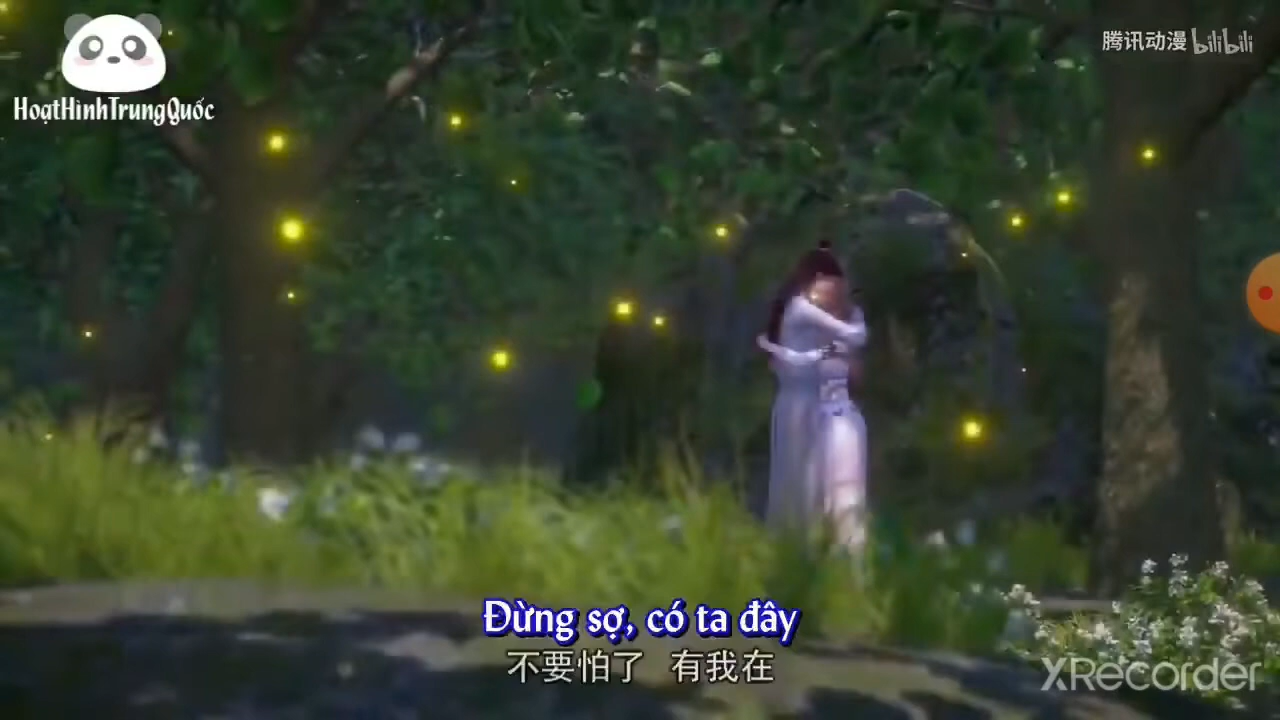 腾讯动漫 bilibili
HoạtHìnhTrungQuốc
Đừng sợ, có ta đây
不要怕了 有我在
XRecorder